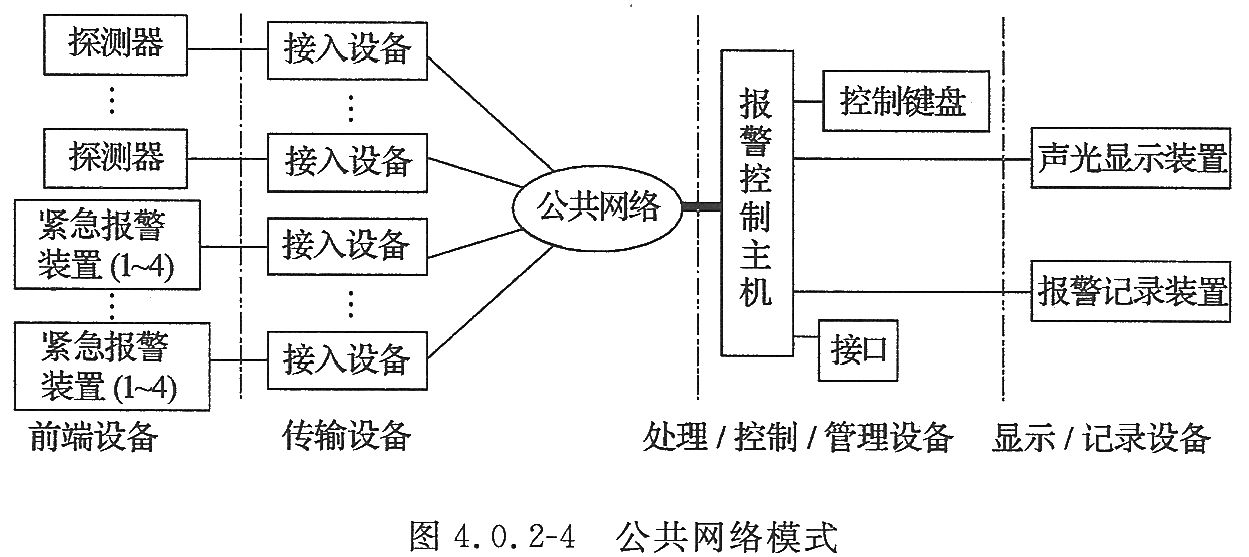 探测器
⋮
探测器
紧急报警
装置(1~4)
⋮
紧急报警
装置(1~4)
前端设备
接入设备
⋮
接入设备
接入设备
⋮
接入设备
传输设备
公共网络
报警控制主机
控制键盘
接口
处理/控制/管理设备
声光显示装置
报警记录装置
显示/记录设备
图 4.0.2-4 公共网络模式